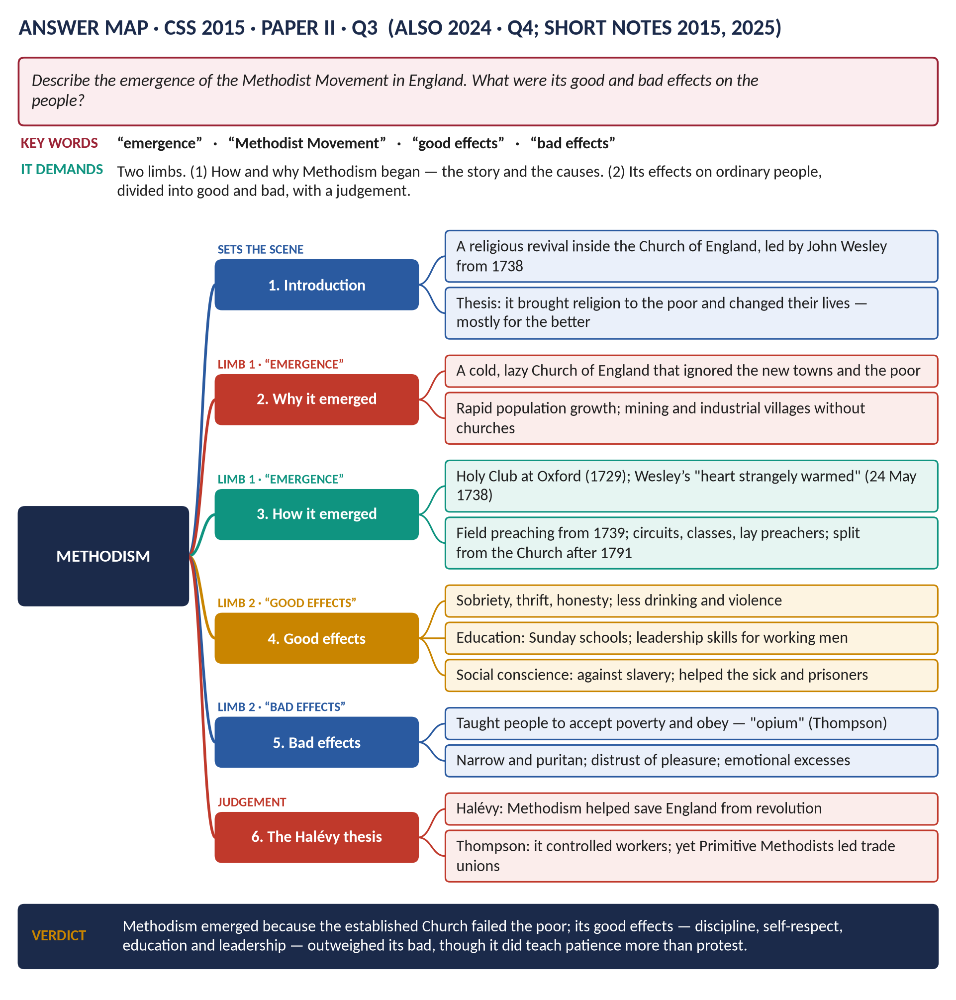 ANSWER MAP · CSS 2015 · PAPER II · Q3 (ALSO 2024 · Q4; SHORT NOTES 2015, 2025)
Describe the emergence of the Methodist Movement in England. What were its good and bad effects on the
people?
KEY WORDS “emergence” · “Methodist Movement” · “good effects” · “bad effects”
IT DEMANDS Two limbs. (1) How and why Methodism began — the story and the causes. (2) Its effects on ordinary people,
divided into good and bad, with a judgement.
METHODISM
SETS THE SCENE
1. Introduction
A religious revival inside the Church of England, led by John Wesley
from 1738
Thesis: it brought religion to the poor and changed their lives —
mostly for the better
LIMB 1 · “EMERGENCE”
2. Why it emerged
A cold, lazy Church of England that ignored the new towns and the poor
Rapid population growth; mining and industrial villages without
churches
LIMB 1 · “EMERGENCE”
3. How it emerged
Holy Club at Oxford (1729); Wesley’s "heart strangely warmed" (24 May
1738)
Field preaching from 1739; circuits, classes, lay preachers; split
from the Church after 1791
LIMB 2 · “GOOD EFFECTS”
4. Good effects
Sobriety, thrift, honesty; less drinking and violence
Education: Sunday schools; leadership skills for working men
Social conscience: against slavery; helped the sick and prisoners
LIMB 2 · “BAD EFFECTS”
5. Bad effects
Taught people to accept poverty and obey — "opium" (Thompson)
Narrow and puritan; distrust of pleasure; emotional excesses
JUDGEMENT
6. The Halévy thesis
Halévy: Methodism helped save England from revolution
Thompson: it controlled workers; yet Primitive Methodists led trade
unions
VERDICT Methodism emerged because the established Church failed the poor; its good effects — discipline, self-respect,
education and leadership — outweighed its bad, though it did teach patience more than protest.